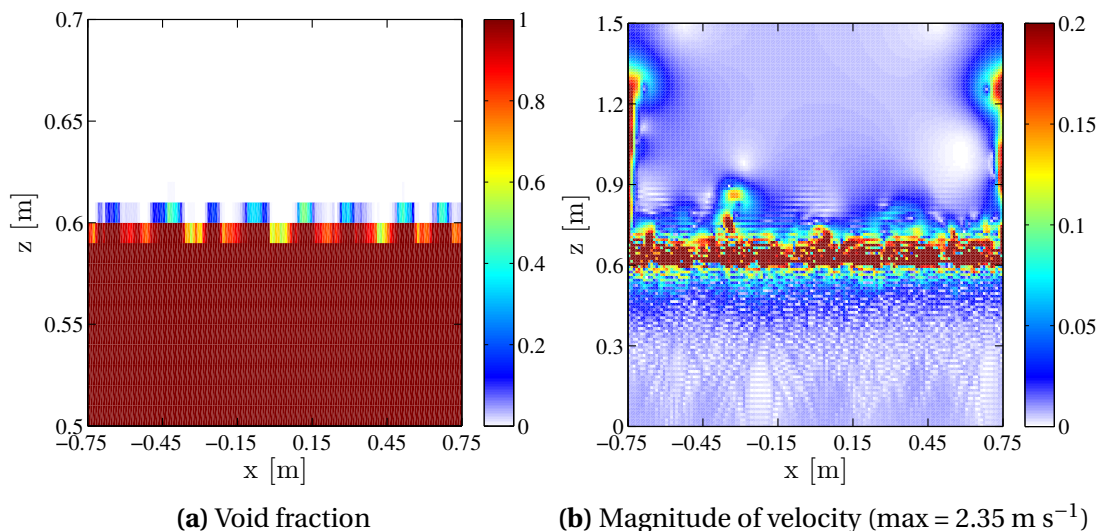 0.7
0.65
0.6
0.55
0.5
z [m]
−0.75 −0.45 −0.15 0.15 0.45 0.75
x [m]
1
0.8
0.6
0.4
0.2
0
(a) Void fraction
1.5
1.2
0.9
0.6
0.3
0
z [m]
−0.75 −0.45 −0.15 0.15 0.45 0.75
x [m]
0.2
0.15
0.1
0.05
0
(b) Magnitude of velocity (max = 2.35 m s⁻¹)